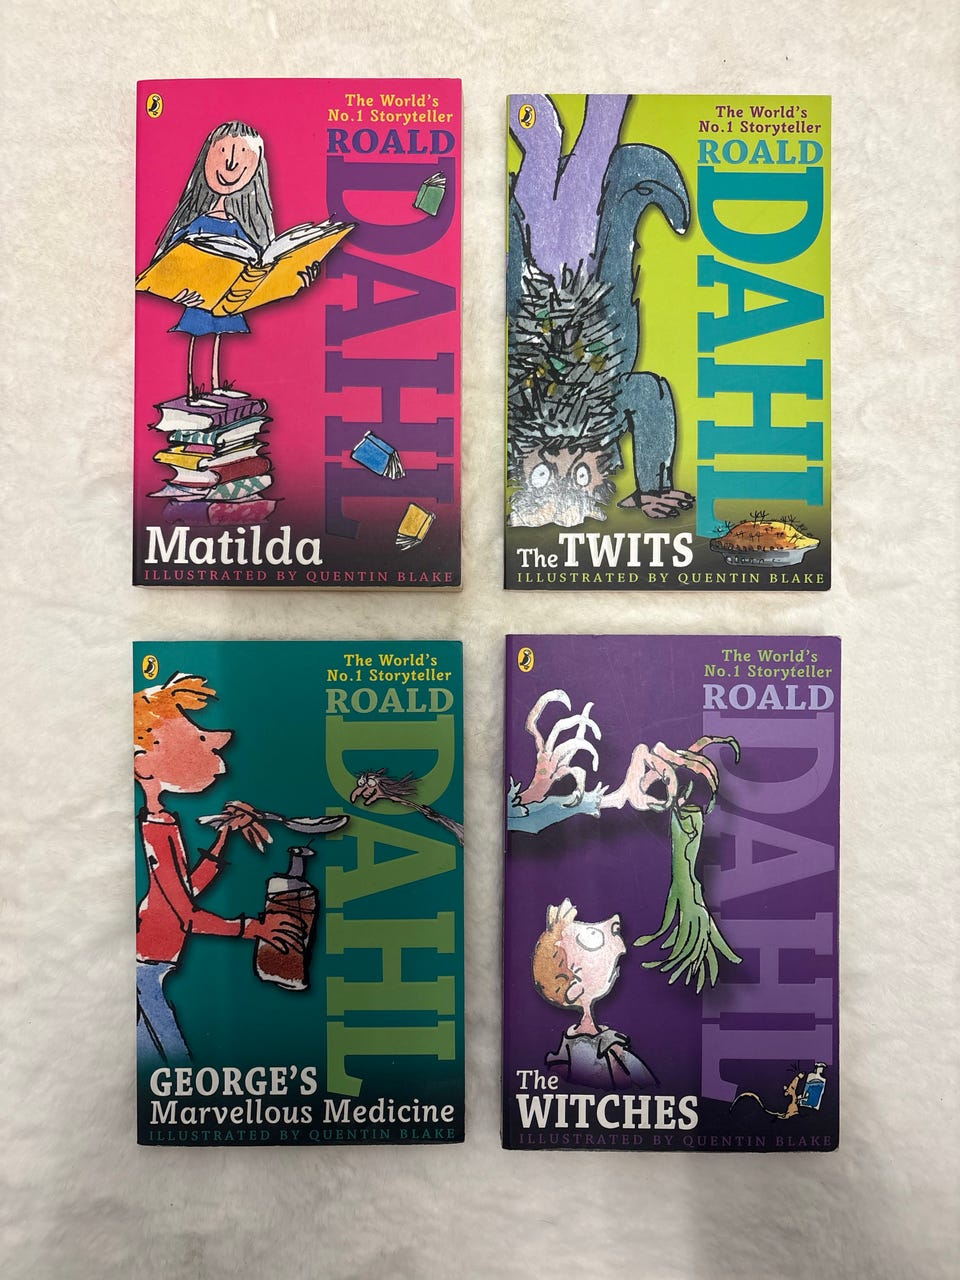 The World's
No.1 Storyteller
ROALD
DAHL
Matilda
ILLUSTRATED BY QUENTIN BLAKE
The World's
No.1 Storyteller
ROALD
DAHL
The TWITS
ILLUSTRATED BY QUENTIN BLAKE
The World's
No.1 Storyteller
ROALD
DAHL
GEORGE'S
Marvellous Medicine
ILLUSTRATED BY QUENTIN BLAKE
The World's
No.1 Storyteller
ROALD
DAHL
The
WITCHES
ILLUSTRATED BY QUENTIN BLAKE